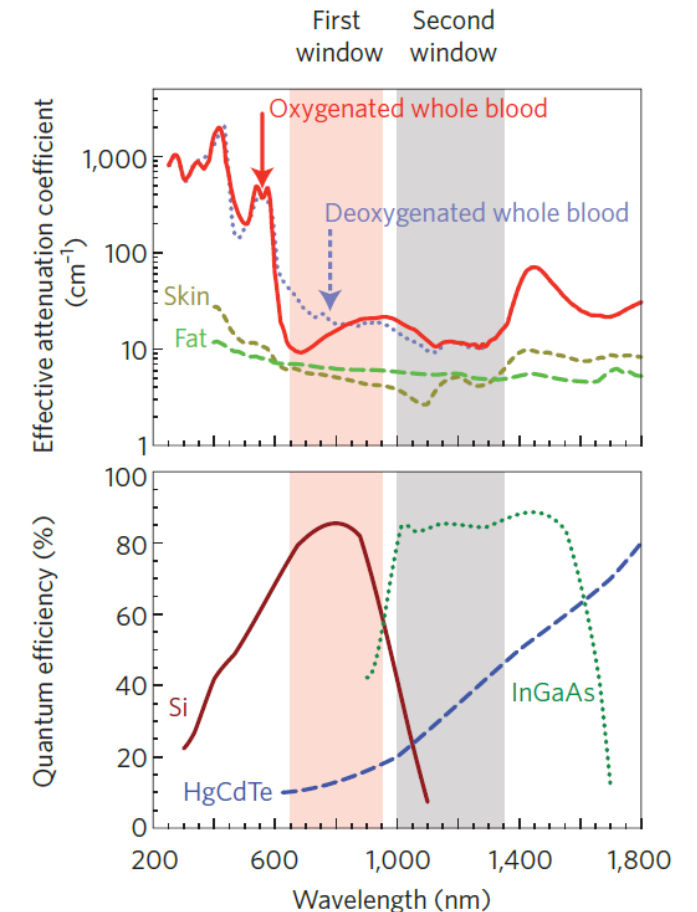 First window
Second window
Effective attenuation coefficient (cm⁻¹)
1,000
100
10
1
Oxygenated whole blood
Deoxygenated whole blood
Skin
Fat
Quantum efficiency (%)
100
80
60
40
20
0
Si
HgCdTe
InGaAs
200 600 1,000 1,400 1,800
Wavelength (nm)